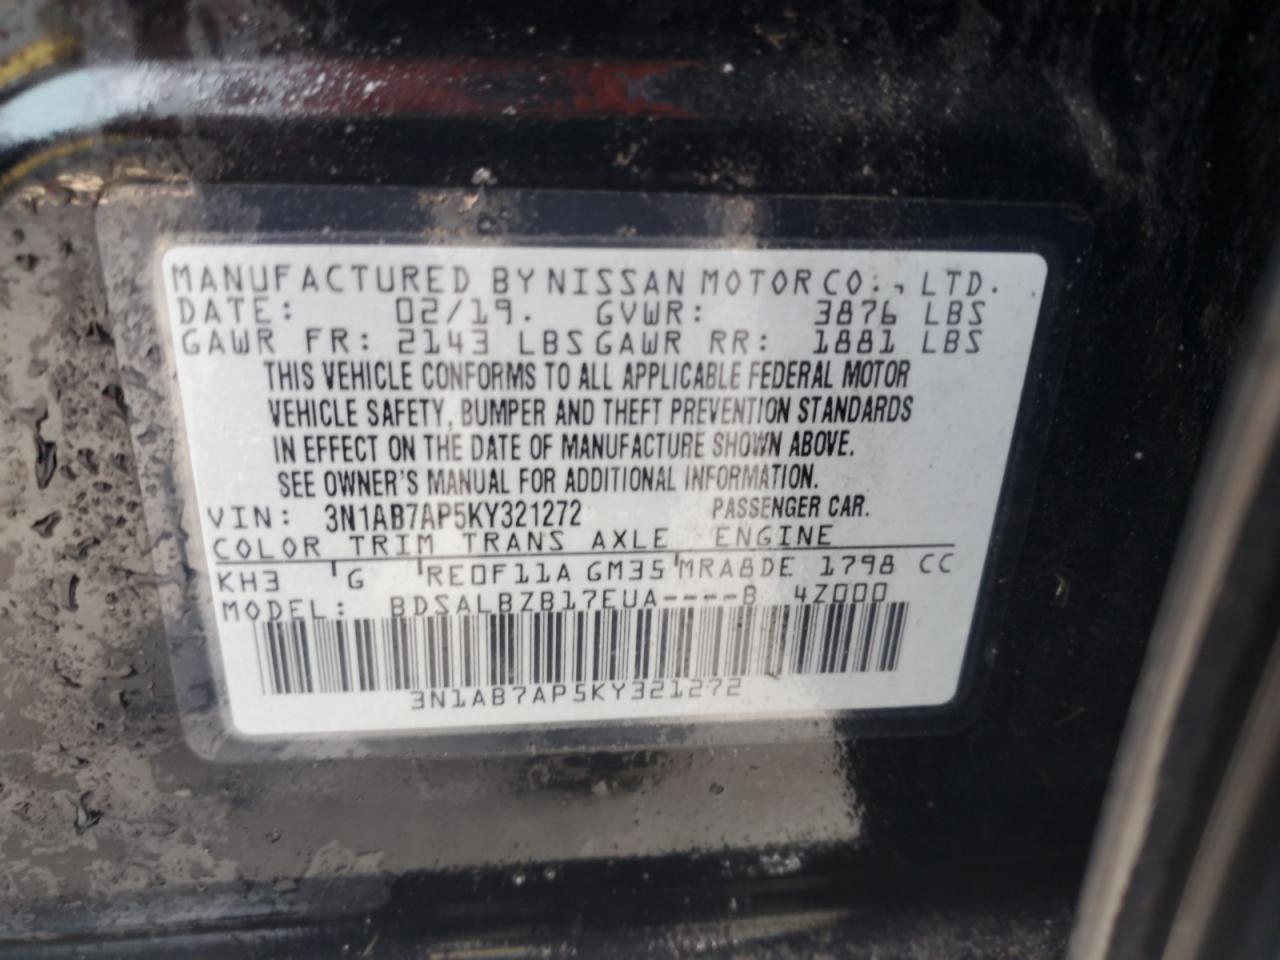 MANUFACTURED BY NISSAN MOTOR CO., LTD.
DATE: 02/19. GVWR: 3876 LBS
GAWR FR: 2143 LBS GAWR RR: 1881 LBS
THIS VEHICLE CONFORMS TO ALL APPLICABLE FEDERAL MOTOR
VEHICLE SAFETY, BUMPER AND THEFT PREVENTION STANDARDS
IN EFFECT ON THE DATE OF MANUFACTURE SHOWN ABOVE.
SEE OWNER'S MANUAL FOR ADDITIONAL INFORMATION.
VIN: 3N1AB7AP5KY321272 PASSENGER CAR.
COLOR TRIM TRANS AXLE ENGINE
KH3 G RE0F11A GM35 MRA8DE 1798 CC
MODEL: BDSALBZB17EUA----B 4Z000
3N1AB7AP5KY321272